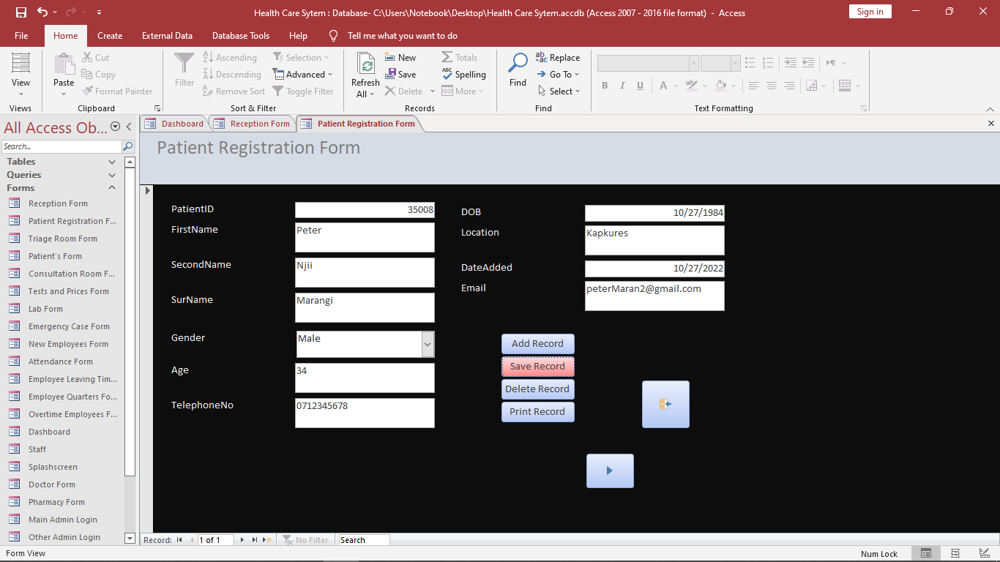 Health Care Sytem : Database- C:\Users\Notebook\Desktop\Health Care Sytem.accdb (Access 2007 - 2016 file format) - Access
Sign in
File Home Create External Data Database Tools Help Tell me what you want to do
View
Views
Paste
Cut
Copy
Format Painter
Clipboard
Filter
Ascending
Descending
Remove Sort
Selection
Advanced
Toggle Filter
Sort & Filter
Refresh
All
New
Save
Delete
Totals
Spelling
More
Records
Find
Replace
Go To
Select
Find
B I U A
Text Formatting
All Access Ob...
Search...
Tables
Queries
Forms
Reception Form
Patient Registration F...
Triage Room Form
Patient's Form
Consultation Room F...
Tests and Prices Form
Lab Form
Emergency Case Form
New Employees Form
Attendance Form
Employee Leaving Tim...
Employee Quarters Fo...
Overtime Employees F...
Dashboard
Staff
Splashscreen
Doctor Form
Pharmacy Form
Main Admin Login
Other Admin Login
Dashboard Reception Form Patient Registration Form
Patient Registration Form
PatientID 35008
FirstName Peter
SecondName Njii
SurName Marangi
Gender Male
Age 34
TelephoneNo 0712345678
DOB 10/27/1984
Location Kapkures
DateAdded 10/27/2022
Email peterMaran2@gmail.com
Add Record
Save Record
Delete Record
Print Record
Record: 1 of 1 No Filter Search
Form View Num Lock